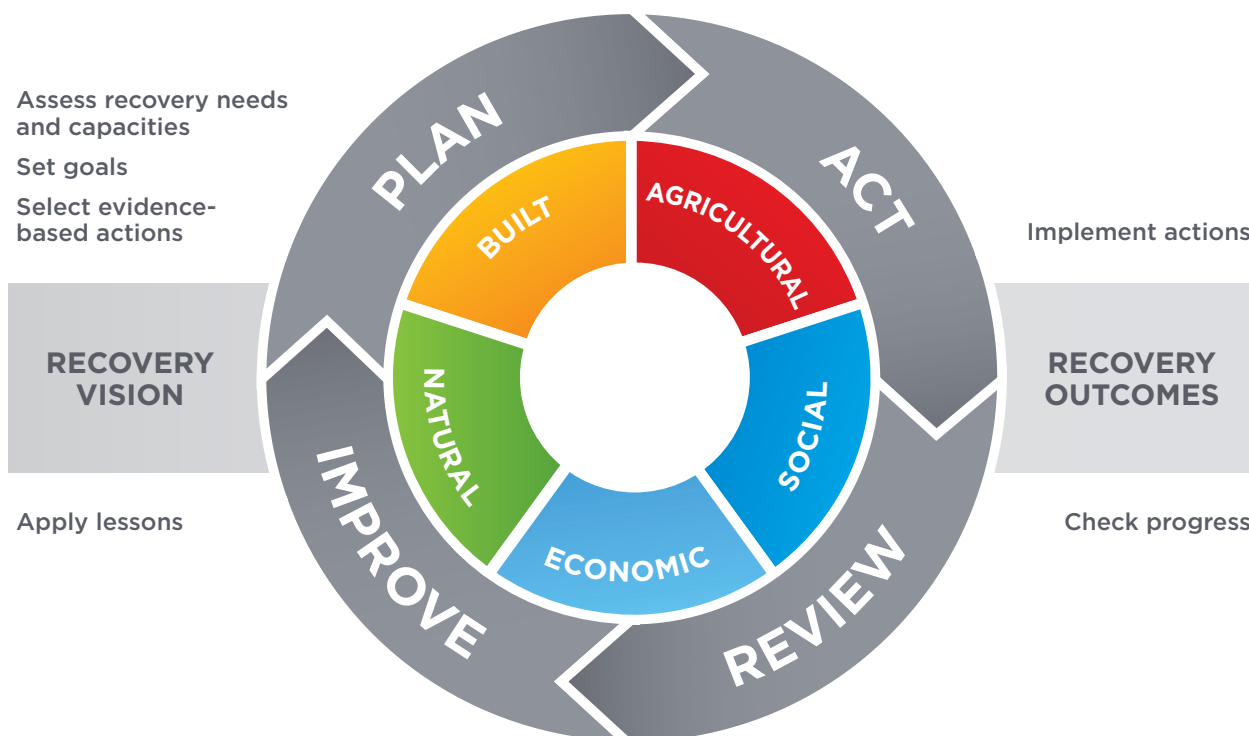 Assess recovery needs
and capacities
Set goals
Select evidence-
based actions
PLAN
ACT
Implement actions
BUILT
AGRICULTURAL
RECOVERY
VISION
NATURAL
SOCIAL
RECOVERY
OUTCOMES
ECONOMIC
Apply lessons
IMPROVE
REVIEW
Check progress